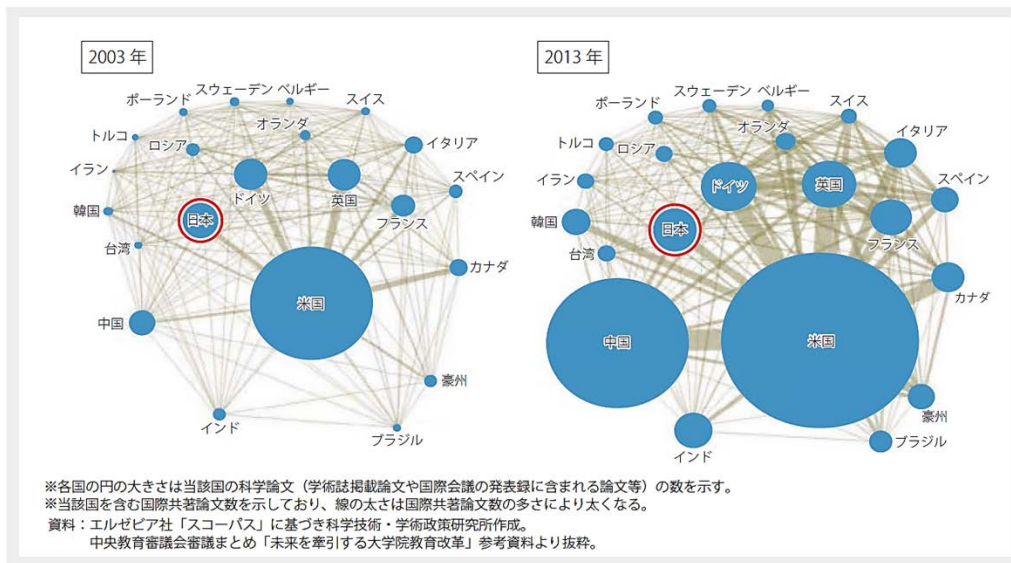 2003 年
スウェーデン ベルギー
ポーランド
スイス
トルコ
ロシア
オランダ
イタリア
イラン
ドイツ
英国
スペイン
韓国
日本
フランス
台湾
カナダ
米国
中国
豪州
インド
ブラジル
2013 年
スウェーデン ベルギー
ポーランド
スイス
オランダ
トルコ
ロシア
イタリア
イラン
ドイツ
英国
スペイン
韓国
日本
フランス
台湾
カナダ
中国
米国
豪州
インド
ブラジル
※各国の円の大きさは当該国の科学論文(学術誌掲載論文や国際会議の発表録に含まれる論文等)の数を示す。
※当該国を含む国際共著論文数を示しており、線の太さは国際共著論文数の多さにより太くなる。
資料:エルゼビア社「スコーパス」に基づき科学技術・学術政策研究所作成。
中央教育審議会審議まとめ「未来を牽引する大学院教育改革」参考資料より抜粋。